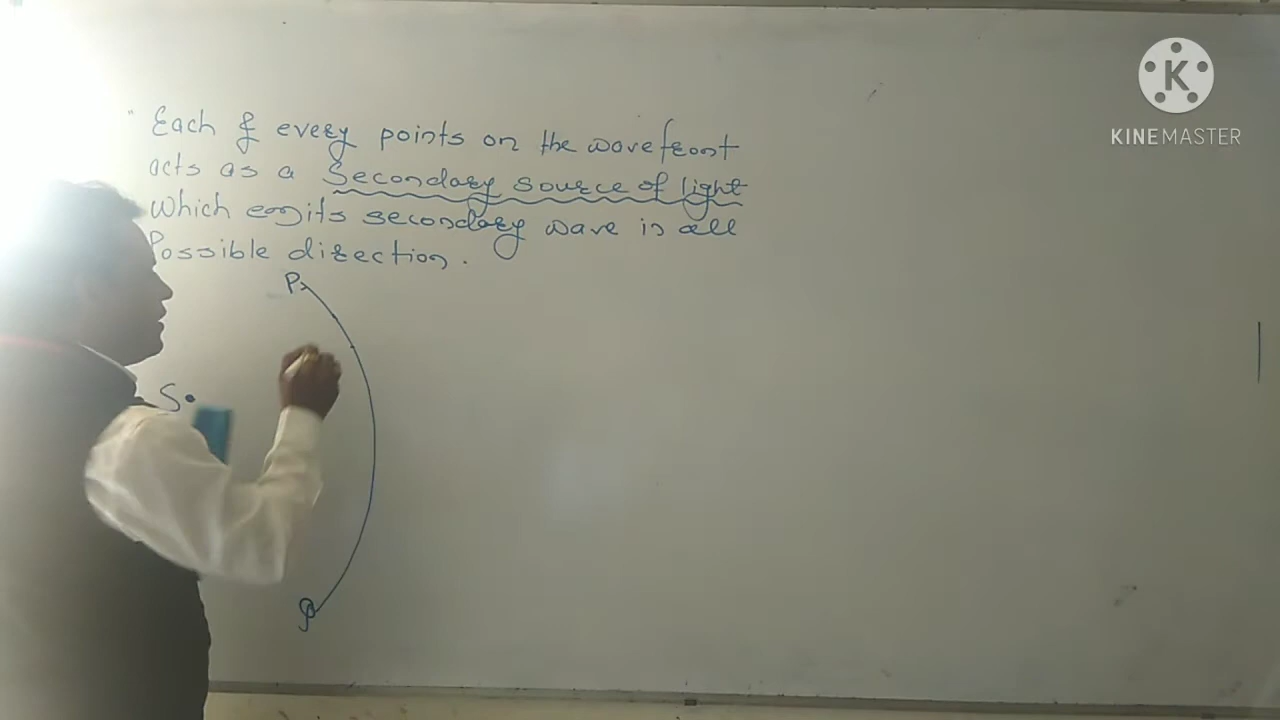 " Each & every points on the wavefront
acts as a Secondary source of light
which emits secondary wave in all
Possible direction.
P
S
Q
K
KINEMASTER